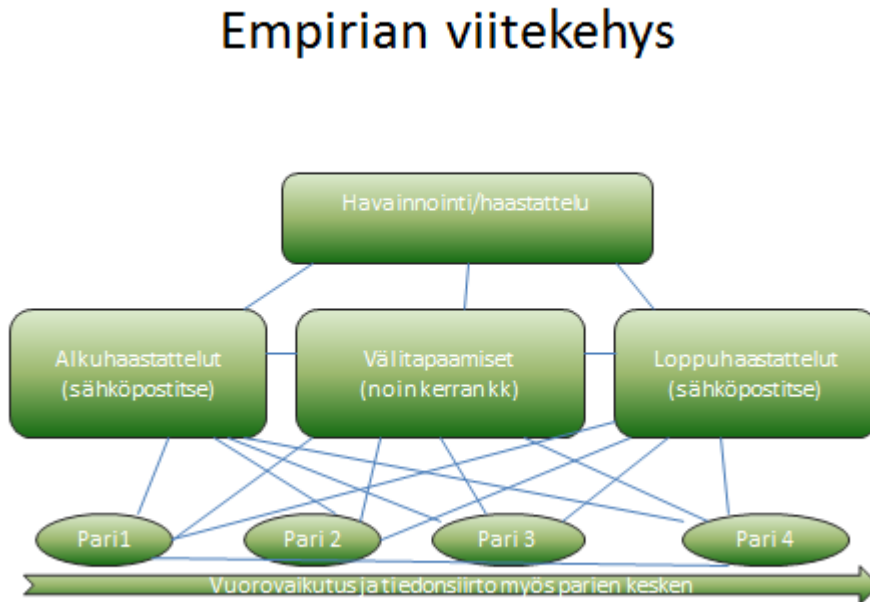 Empirian viitekehys
Havainnointi/haastattelu
Alkuhaastattelut
(sähköpostitse)
Välitapaamiset
(noin kerran kk)
Loppuhaastattelut
(sähköpostitse)
Pari1
Pari 2
Pari 3
Pari 4
Vuorovaikutus ja tiedonsiirto myös parien kesken